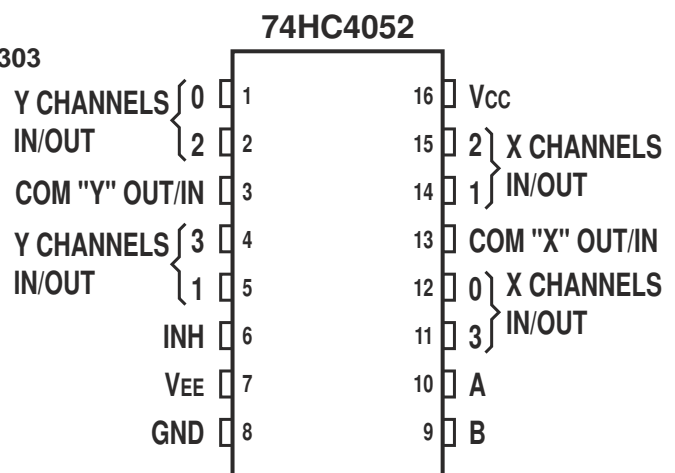 74HC4052
303
Y CHANNELS
IN/OUT
0 1
2 2
COM "Y" OUT/IN 3
Y CHANNELS
IN/OUT
3 4
1 5
INH 6
VEE 7
GND 8
16 VCC
15 2
14 1
X CHANNELS
IN/OUT
13 COM "X" OUT/IN
12 0
11 3
X CHANNELS
IN/OUT
10 A
9 B